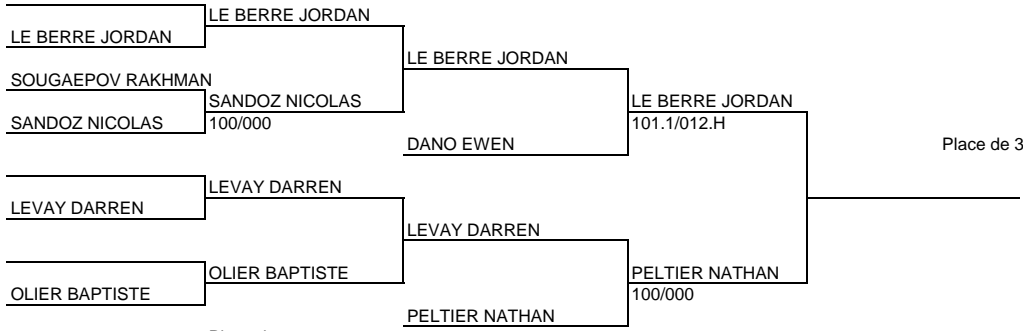 LE BERRE JORDAN
LE BERRE JORDAN
LE BERRE JORDAN
SOUGAEPOV RAKHMAN
SANDOZ NICOLAS
LE BERRE JORDAN
SANDOZ NICOLAS
100/000
101.1/012.H
DANO EWEN
Place de 3
LEVAY DARREN
LEVAY DARREN
LEVAY DARREN
OLIER BAPTISTE
PELTIER NATHAN
OLIER BAPTISTE
100/000
PELTIER NATHAN